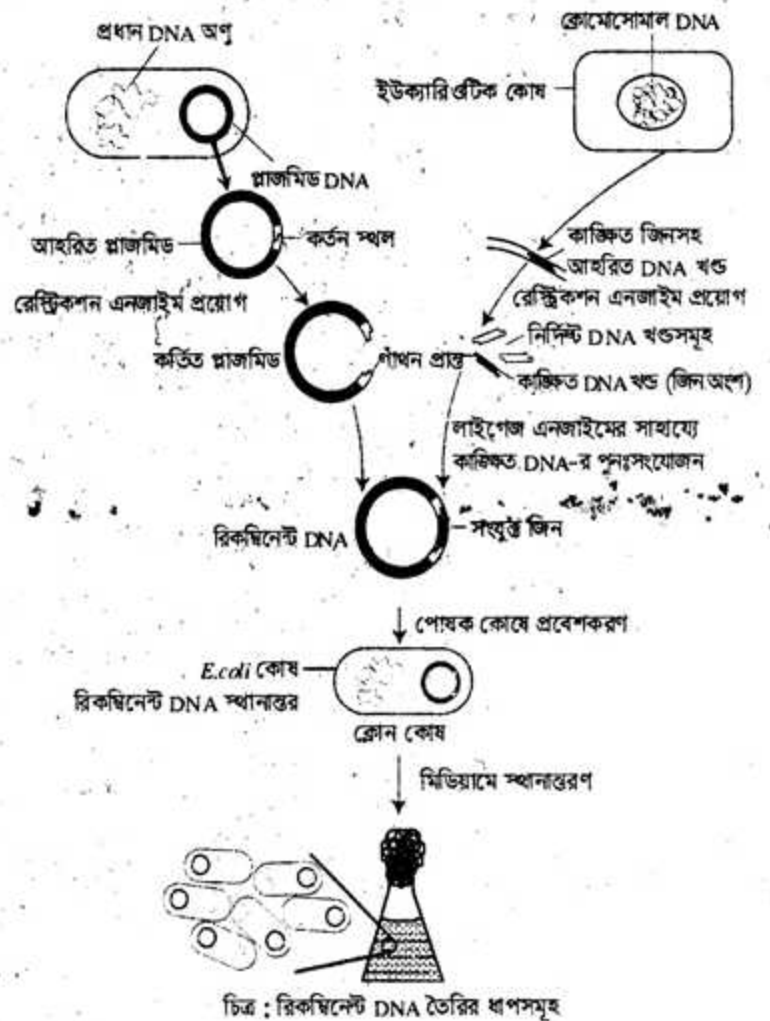 প্রধান DNA অণু
ক্রোমোসোমাল DNA
ইউক্যারিওটিক কোষ
প্লাজমিড DNA
আহরিত প্লাজমিড
কর্তন স্থল
কাঙ্ক্ষিত জিনসহ
আহরিত DNA খণ্ড
রেস্ট্রিকশন এনজাইম প্রয়োগ
রেস্ট্রিকশন এনজাইম প্রয়োগ
নির্দিষ্ট DNA খণ্ডসমূহ
কর্তিত প্লাজমিড
গাঁথন প্রান্ত
কাঙ্ক্ষিত DNA খণ্ড (জিন অংশ)
লাইগেজ এনজাইমের সাহায্যে
কাঙ্ক্ষিত DNA-র পুনঃসংযোজন
রিকম্বিনেন্ট DNA
সংযুক্ত জিন
পোষক কোষে প্রবেশকরণ
E.coli কোষ
রিকম্বিনেন্ট DNA স্থানান্তর
ক্লোন কোষ
মিডিয়ামে স্থানান্তরণ
চিত্র : রিকম্বিনেন্ট DNA তৈরির ধাপসমূহ